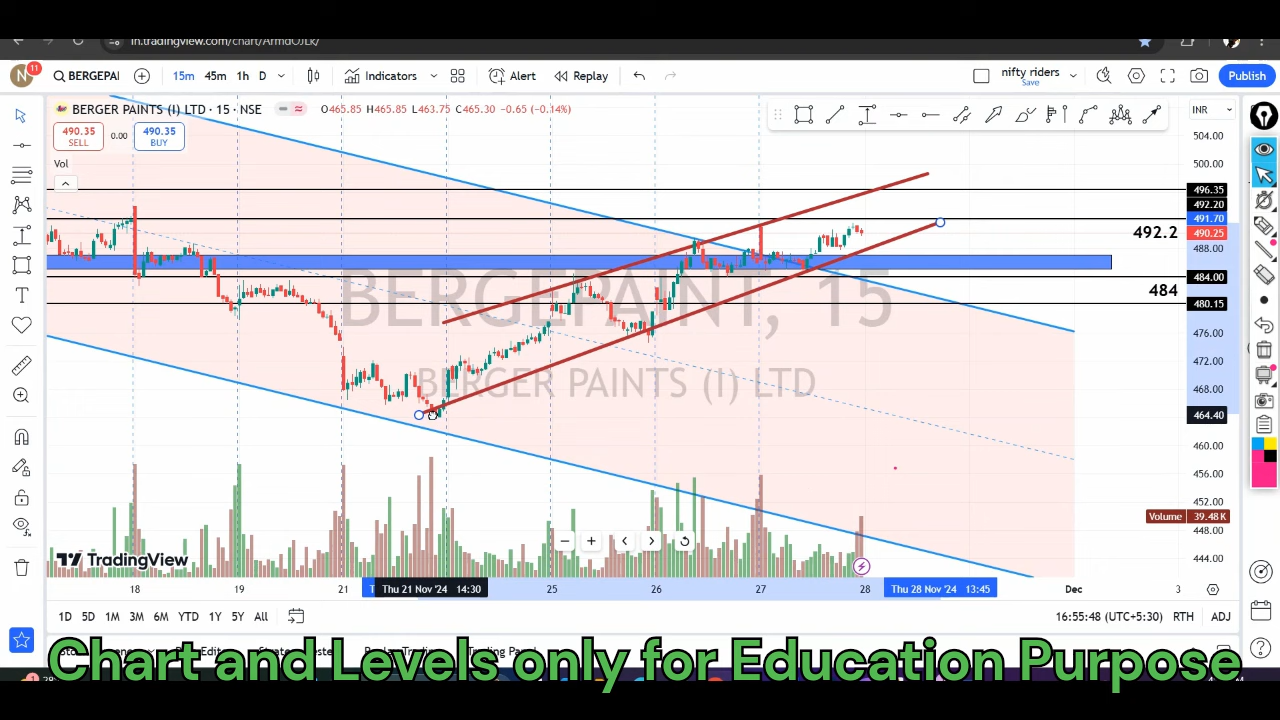 in.tradingview.com/chart/ArmdOJLk/
N 11 BERGEPAI 15m 45m 1h D Indicators Alert Replay nifty riders Save Publish
BERGER PAINTS (I) LTD · 15 · NSE O465.85 H465.85 L463.75 C465.30 -0.65 (-0.14%) INR
490.35 SELL 0.00 490.35 BUY
Vol
504.00
500.00
496.35
492.20
491.70
492.2 490.25
488.00
484.00
484
480.15
476.00
472.00
468.00
464.40
460.00
456.00
452.00
448.00
444.00
BERGEPAINT, 15
BERGER PAINTS (I) LTD
Volume 39.48 K
TradingView
18 19 21 Thu 21 Nov '24 14:30 25 26 27 28 Thu 28 Nov '24 13:45 Dec 3
1D 5D 1M 3M 6M YTD 1Y 5Y All 16:55:48 (UTC+5:30) RTH ADJ
Chart and Levels only for Education Purpose